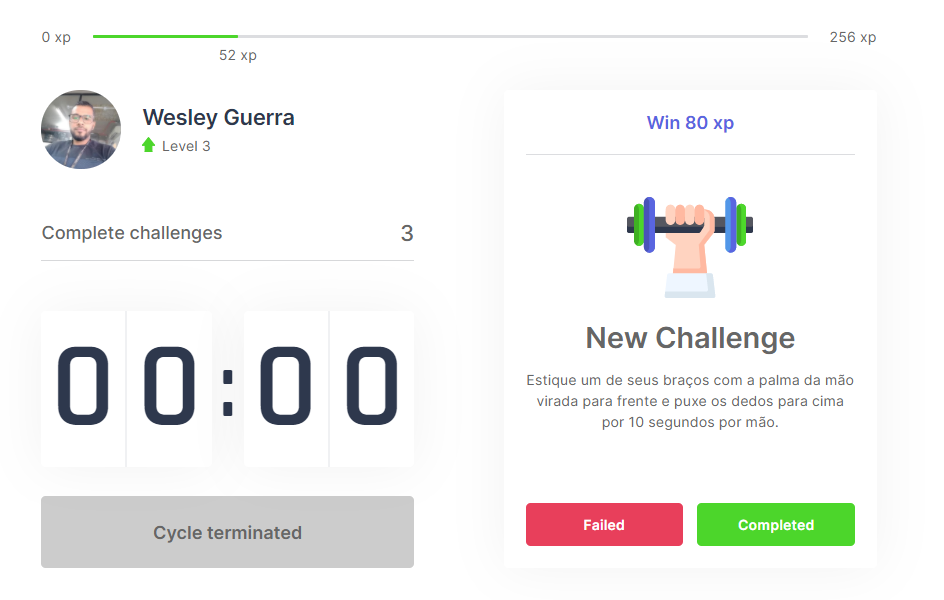 0 xp
256 xp
52 xp
Wesley Guerra
Level 3
Complete challenges
3
00:00
Cycle terminated
Win 80 xp
New Challenge
Estique um de seus braços com a palma da mão
virada para frente e puxe os dedos para cima
por 10 segundos por mão.
Failed
Completed